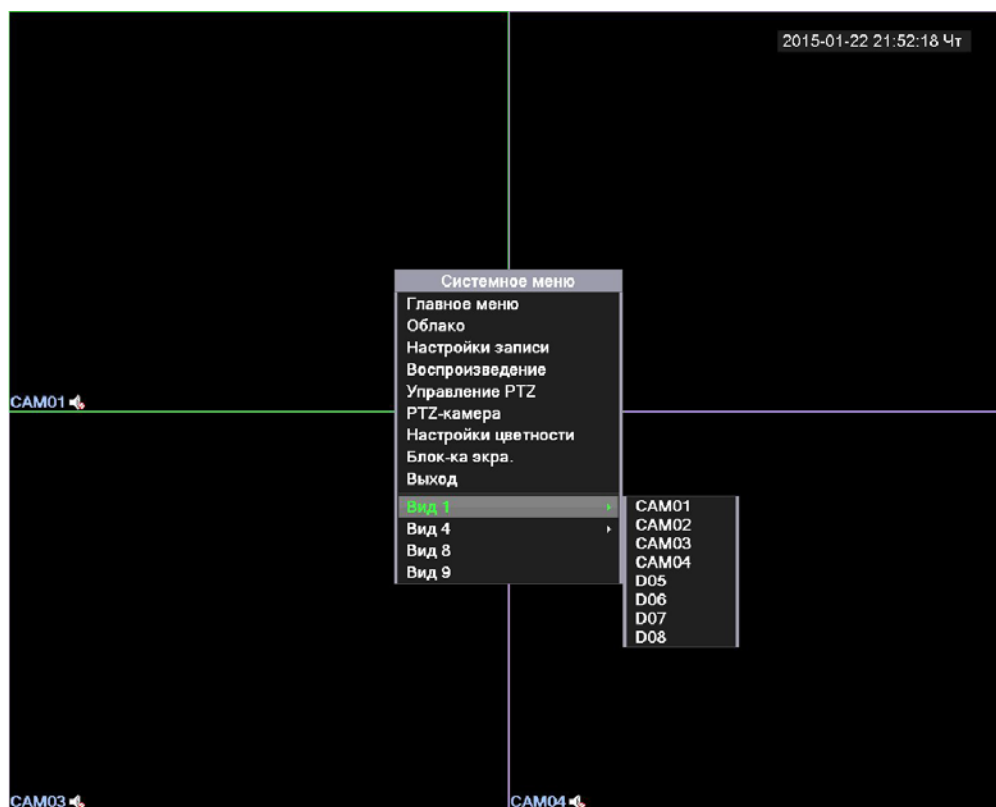 2015-01-22 21:52:18 Чт
Системное меню
Главное меню
Облако
Настройки записи
Воспроизведение
Управление PTZ
PTZ-камера
Настройки цветности
Блок-ка экра.
Выход
Вид 1
Вид 4
Вид 8
Вид 9
CAM01
CAM02
CAM03
CAM04
D05
D06
D07
D08
CAM01
CAM03
CAM04